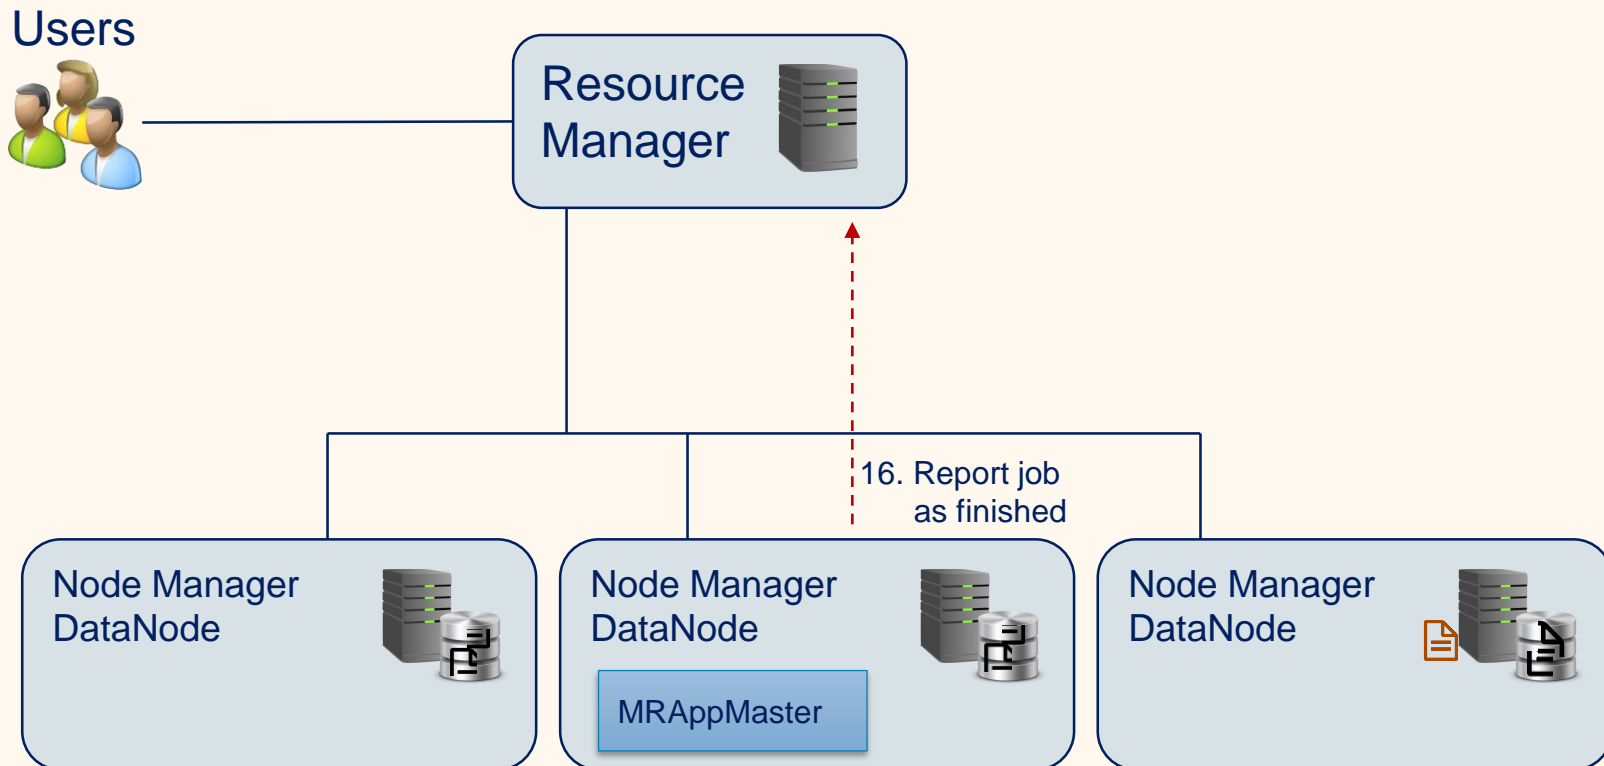 Users
Resource
Manager
16. Report job
as finished
Node Manager
DataNode
Node Manager
DataNode
MRAppMaster
Node Manager
DataNode